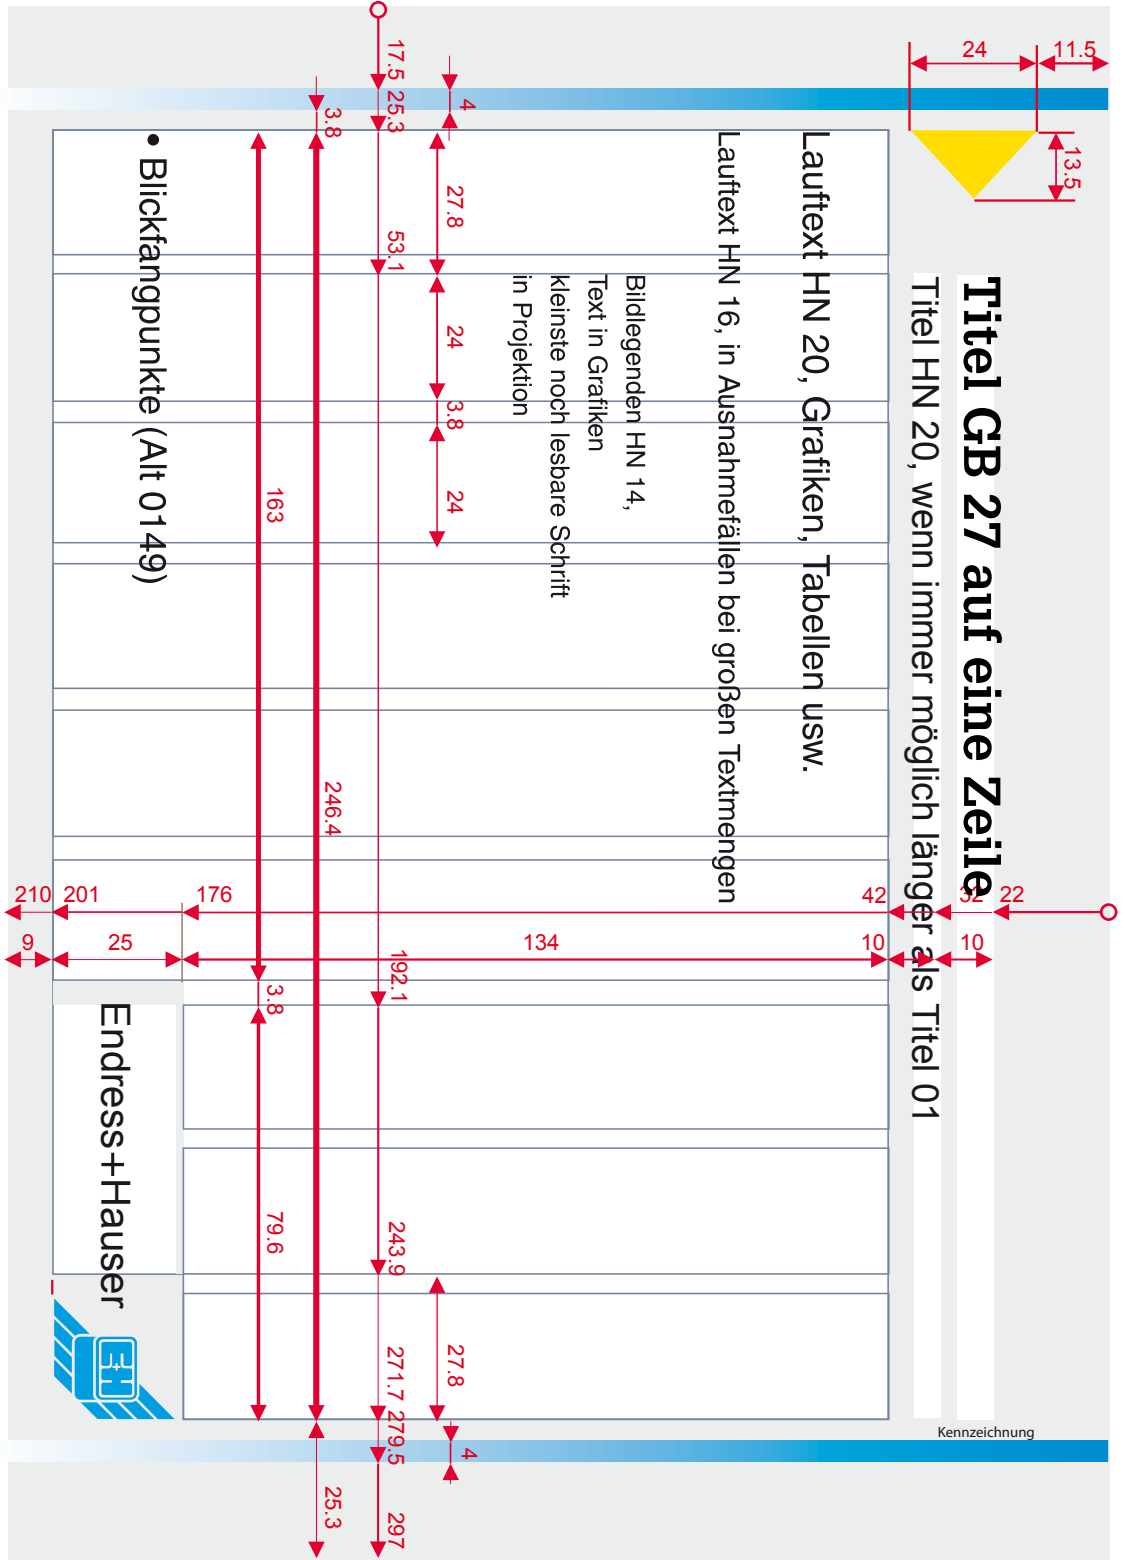 11.5
24
13.5
Titel GB 27 auf eine Zeile
Titel HN 20, wenn immer möglich länger als Titel 01
Kennzeichnung
22
32
42
176
201
210
10
10
134
25
9
Lauftext HN 20, Grafiken, Tabellen usw.
Lauftext HN 16, in Ausnahmefällen bei großen Textmengen
Bildlegenden HN 14,
Text in Grafiken
kleinste noch lesbare Schrift
in Projektion
4
27.8
24
3.8
24
27.8
4
17.5
25.3
53.1
192.1
243.9
271.7
279.5
297
3.8
246.4
25.3
163
3.8
79.6
• Blickfangpunkte (Alt 0149)
Endress+Hauser
E+H